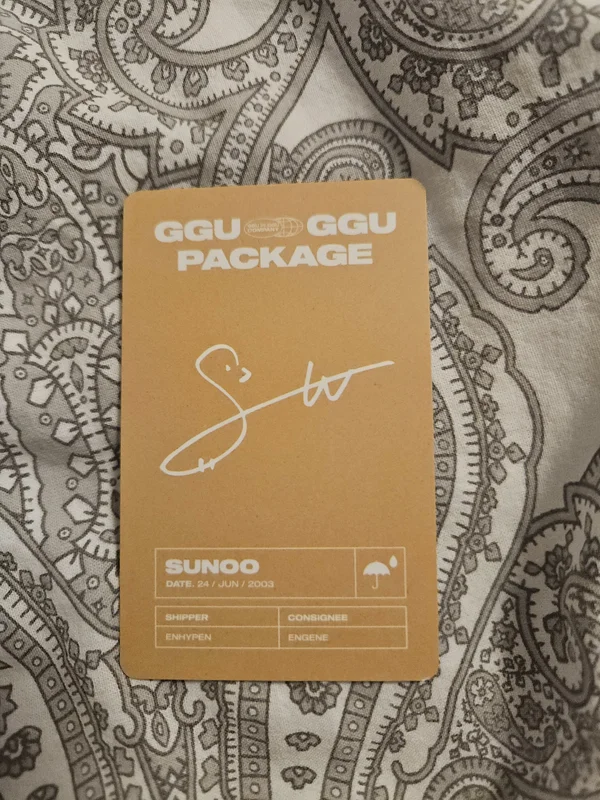 GGU GGU
PACKAGE
SUNOO
DATE. 24 / JUN / 2003
SHIPPER
CONSIGNEE
ENHYPEN
ENGENE